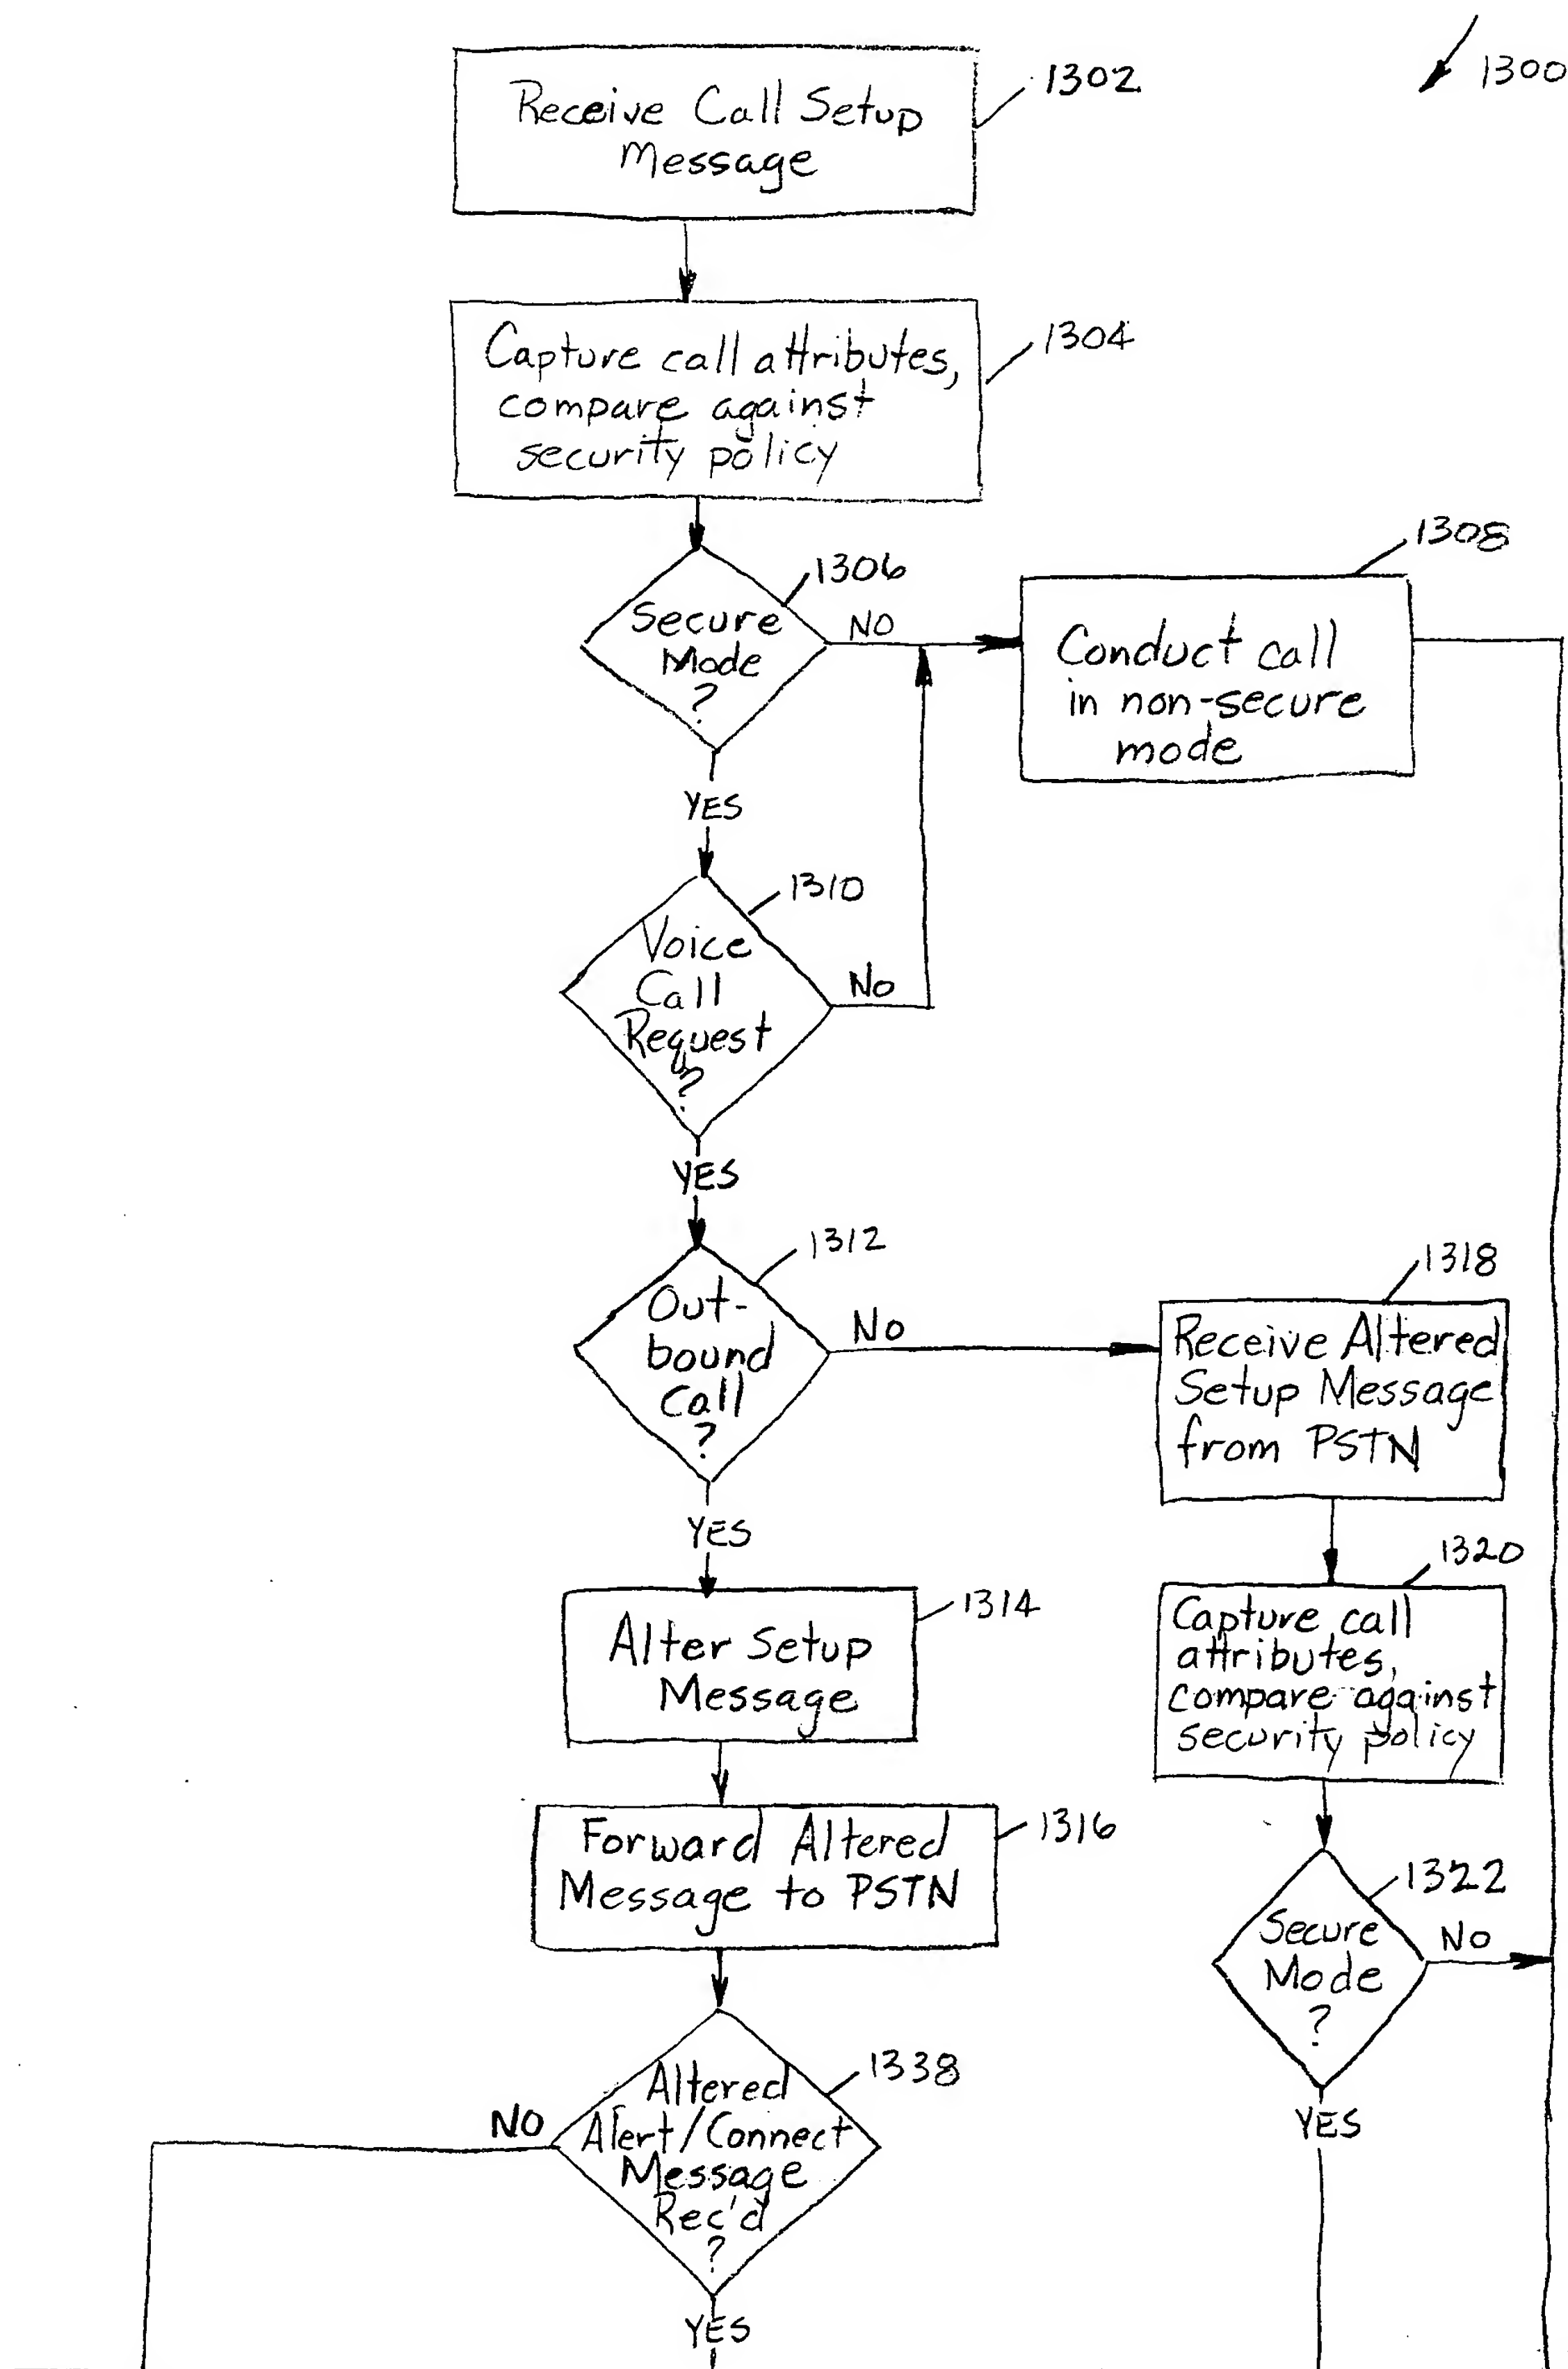 1300
1302
Receive Call Setup
Message
1304
Capture call attributes,
compare against
security policy
1306
Secure
Mode
?
NO
YES
1308
Conduct call
in non-secure
mode
1310
Voice
Call
Request
?
No
YES
1312
Out-
bound
Call
?
No
YES
1318
Receive Altered
Setup Message
from PSTN
1314
Alter Setup
Message
1320
Capture call
attributes,
compare against
security policy
1316
Forward Altered
Message to PSTN
1322
Secure
Mode
?
NO
YES
1338
Altered
Alert/Connect
Message
Rec'd
?
NO
YES